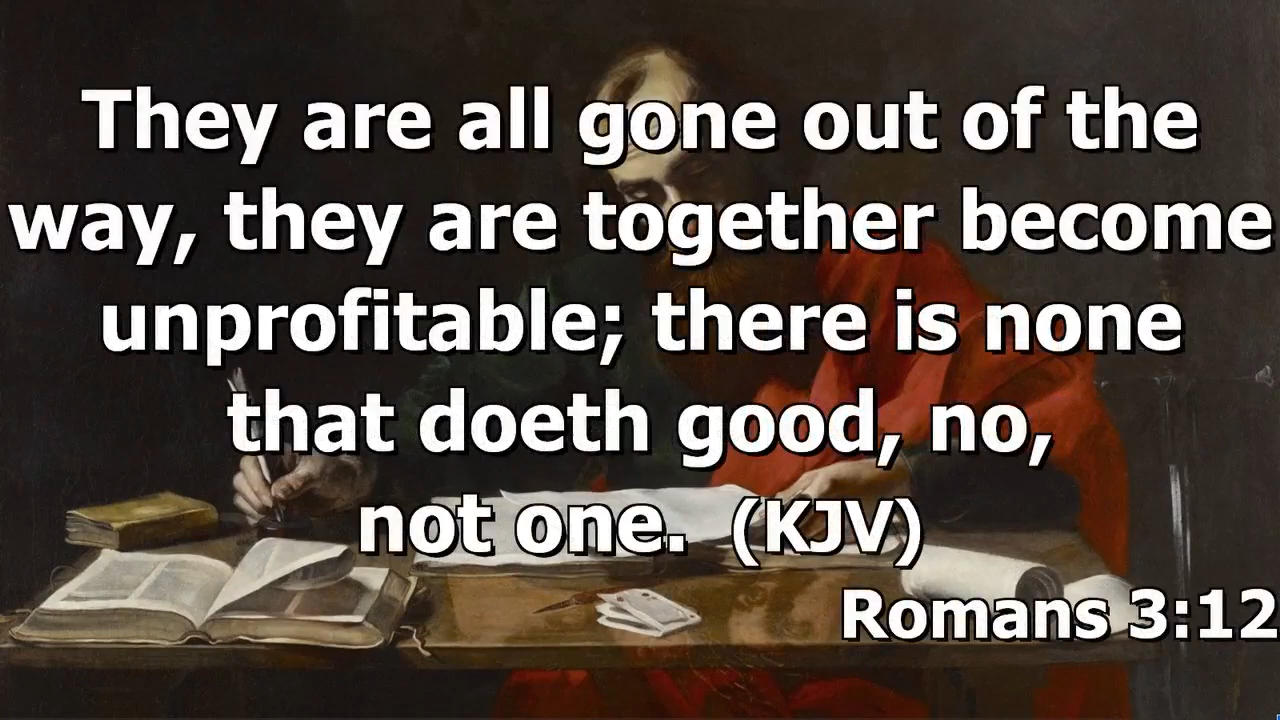 They are all gone out of the
way, they are together become
unprofitable; there is none
that doeth good, no,
not one. (KJV)
Romans 3:12